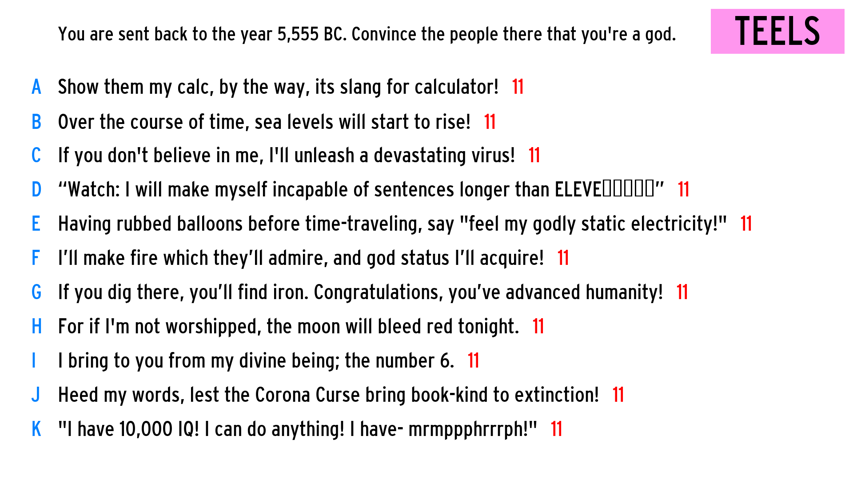 You are sent back to the year 5,555 BC. Convince the people there that you're a god.
TEELS
A Show them my calc, by the way, its slang for calculator! 11
B Over the course of time, sea levels will start to rise! 11
C If you don't believe in me, I'll unleash a devastating virus! 11
D “Watch: I will make myself incapable of sentences longer than ELEVE▯▯▯▯▯” 11
E Having rubbed balloons before time-traveling, say "feel my godly static electricity!" 11
F I’ll make fire which they’ll admire, and god status I’ll acquire! 11
G If you dig there, you’ll find iron. Congratulations, you’ve advanced humanity! 11
H For if I'm not worshipped, the moon will bleed red tonight. 11
I I bring to you from my divine being; the number 6. 11
J Heed my words, lest the Corona Curse bring book-kind to extinction! 11
K "I have 10,000 IQ! I can do anything! I have- mrmppphrrrph!" 11